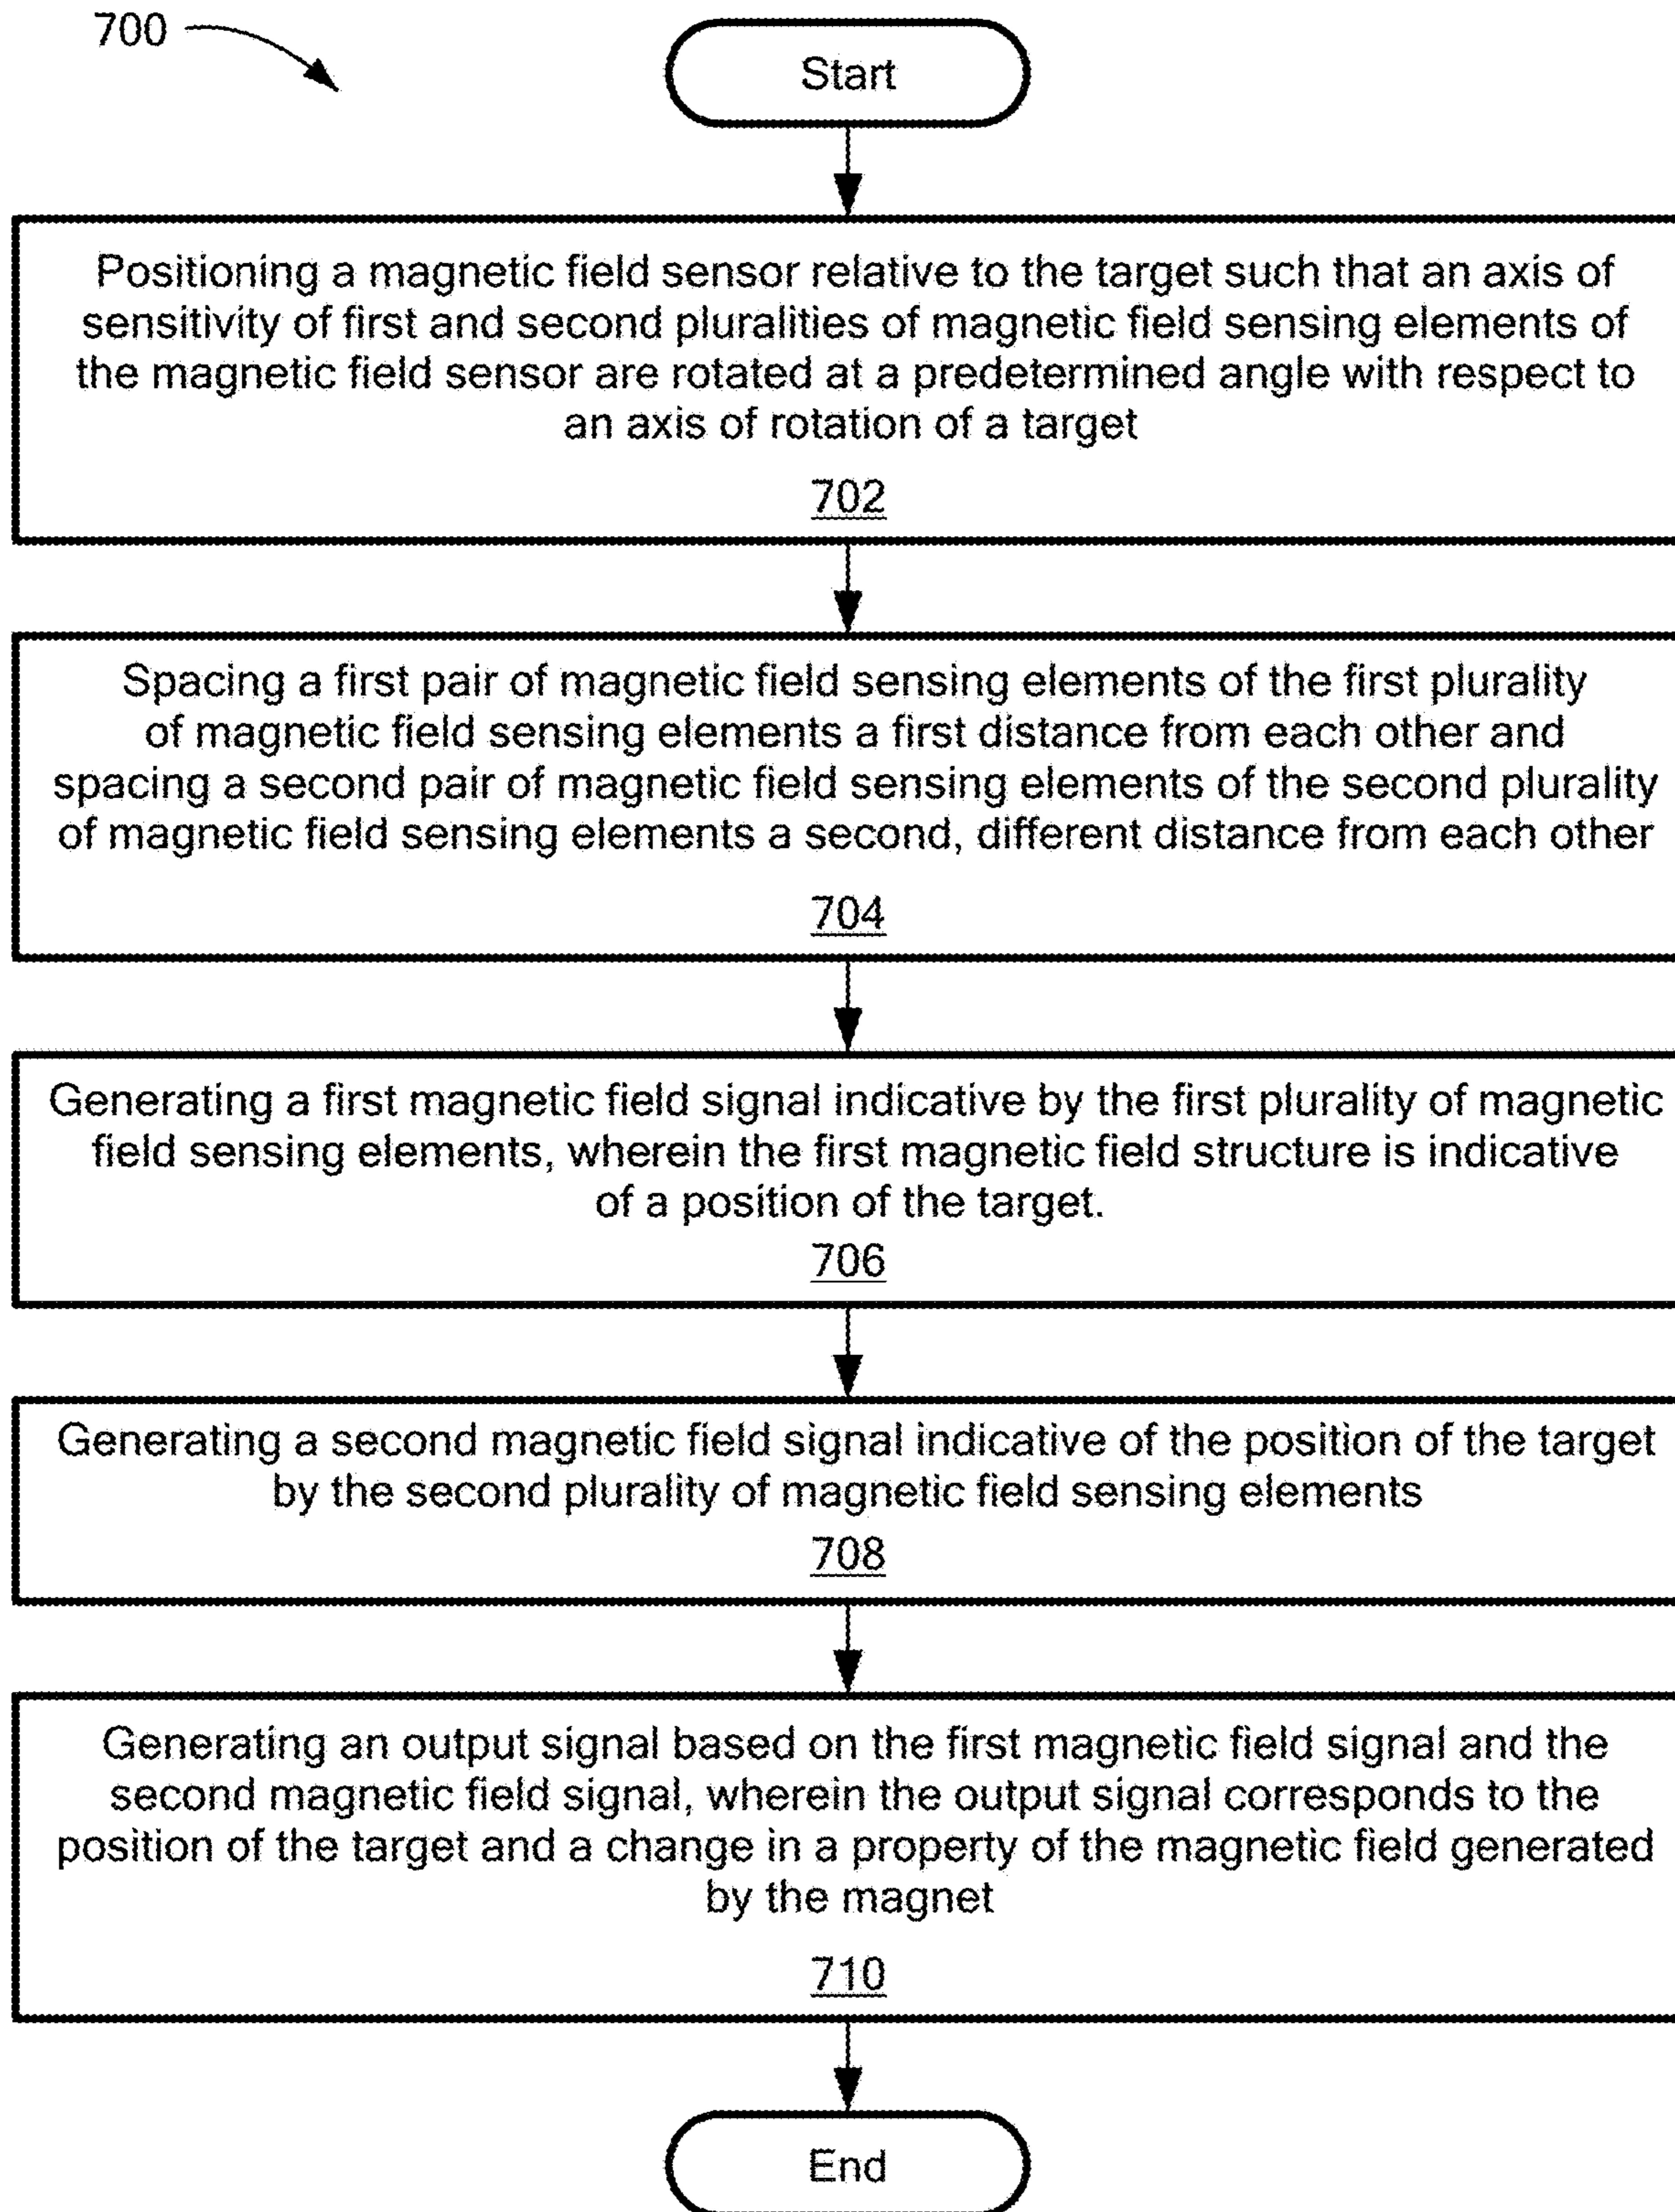 700
Start
Positioning a magnetic field sensor relative to the target such that an axis of
sensitivity of first and second pluralities of magnetic field sensing elements of
the magnetic field sensor are rotated at a predetermined angle with respect to
an axis of rotation of a target
702
Spacing a first pair of magnetic field sensing elements of the first plurality
of magnetic field sensing elements a first distance from each other and
spacing a second pair of magnetic field sensing elements of the second plurality
of magnetic field sensing elements a second, different distance from each other
704
Generating a first magnetic field signal indicative by the first plurality of magnetic
field sensing elements, wherein the first magnetic field structure is indicative
of a position of the target.
706
Generating a second magnetic field signal indicative of the position of the target
by the second plurality of magnetic field sensing elements
708
Generating an output signal based on the first magnetic field signal and the
second magnetic field signal, wherein the output signal corresponds to the
position of the target and a change in a property of the magnetic field generated
by the magnet
710
End